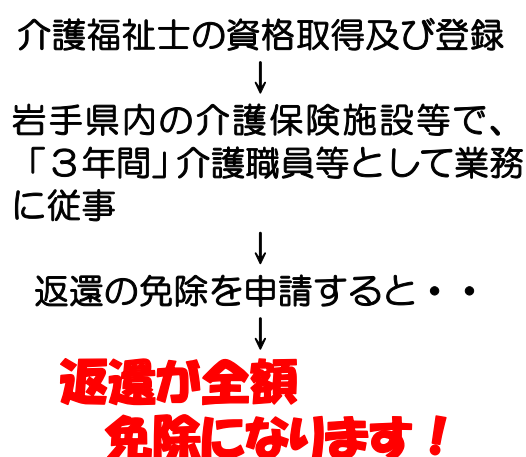 介護福祉士の資格取得及び登録
↓
岩手県内の介護保険施設等で、
「３年間」介護職員等として業務
に従事
↓
返還の免除を申請すると・・
↓
返還が全額
免除になります！